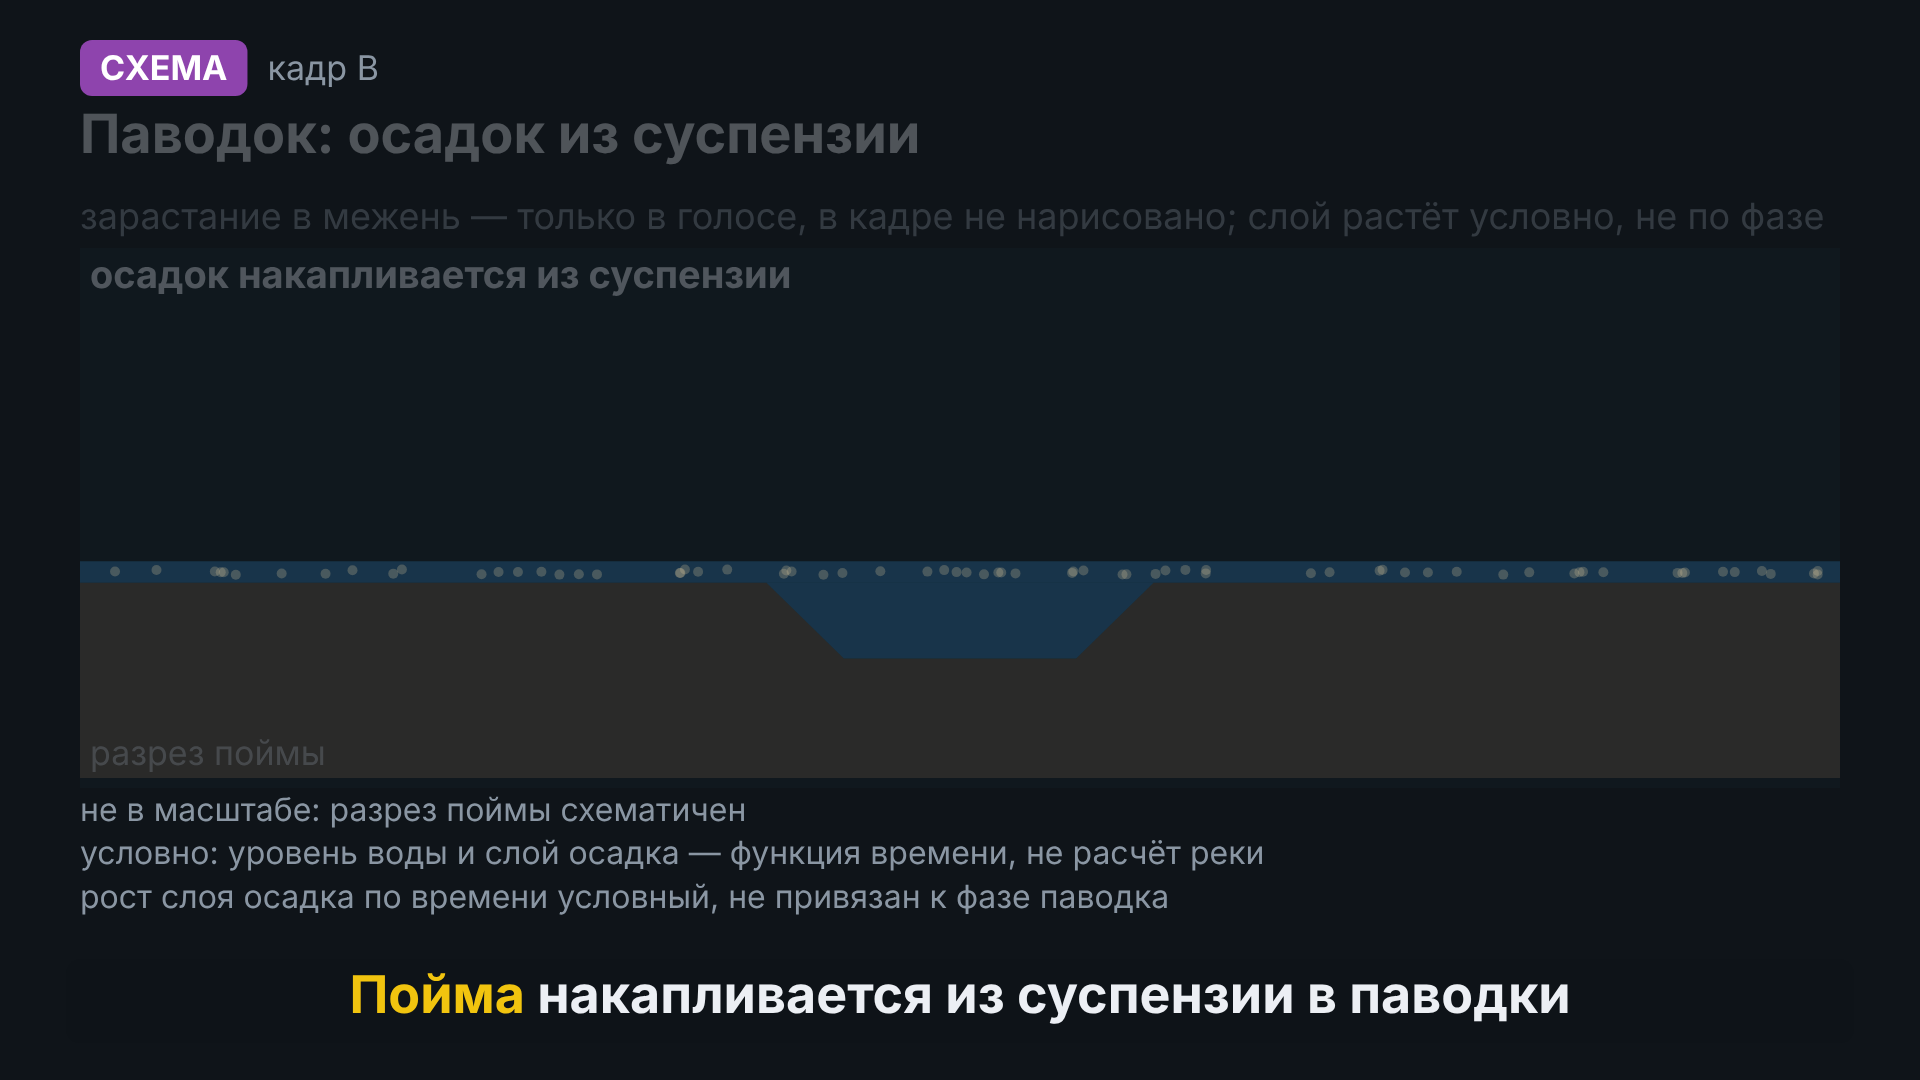 СХЕМА кадр В
Паводок: осадок из суспензии
зарастание в межень — только в голосе, в кадре не нарисовано; слой растёт условно, не по фазе
осадок накапливается из суспензии
разрез поймы
не в масштабе: разрез поймы схематичен
условно: уровень воды и слой осадка — функция времени, не расчёт реки
рост слоя осадка по времени условный, не привязан к фазе паводка
Пойма накапливается из суспензии в паводки